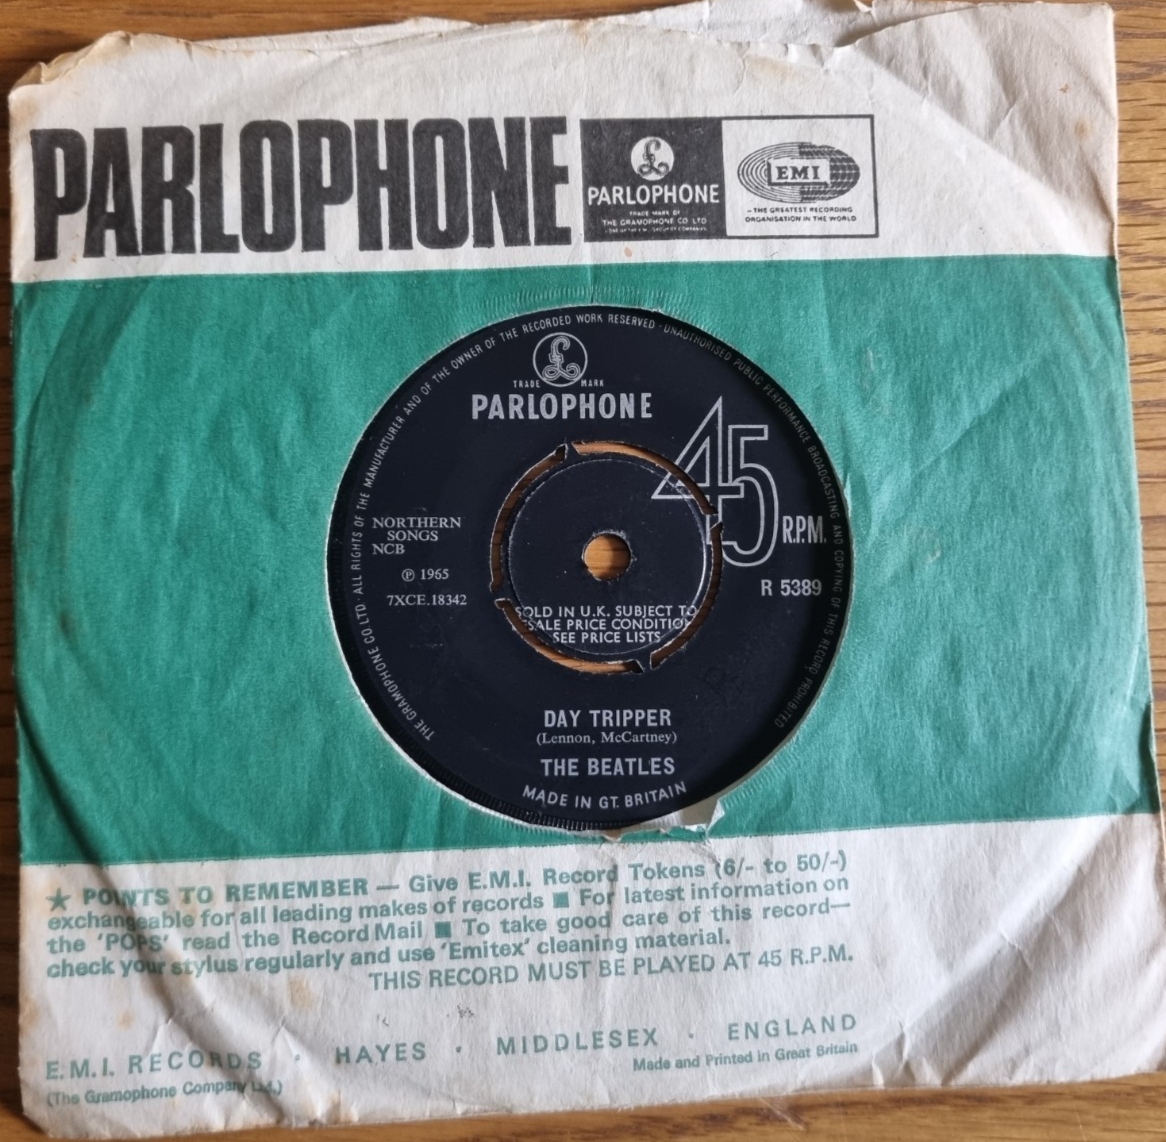 PARLOPHONE
£
PARLOPHONE
TRADE MARK OF
THE GRAMOPHONE CO LTD
EMI
- THE GREATEST RECORDING
ORGANISATION IN THE WORLD
THE GRAMOPHONE CO. LTD. ALL RIGHTS OF THE MANUFACTURER AND OF THE OWNER OF THE RECORDED WORK RESERVED · UNAUTHORISED PUBLIC PERFORMANCE BROADCASTING AND COPYING OF THIS RECORD PROHIBITED
£
TRADE MARK
PARLOPHONE
45
R.P.M.
NORTHERN
SONGS
NCB
℗ 1965
7XCE.18342
R 5389
SOLD IN U.K. SUBJECT TO
SALE PRICE CONDITION
SEE PRICE LISTS
DAY TRIPPER
(Lennon, McCartney)
THE BEATLES
MADE IN GT. BRITAIN
★ POINTS TO REMEMBER — Give E.M.I. Record Tokens (6/- to 50/-)
exchangeable for all leading makes of records ■ For latest information on
the 'POPS' read the Record Mail ■ To take good care of this record—
check your stylus regularly and use 'Emitex' cleaning material.
THIS RECORD MUST BE PLAYED AT 45 R.P.M.
E.M.I. RECORDS · HAYES · MIDDLESEX · ENGLAND
(The Gramophone Company Ltd.)
Made and Printed in Great Britain